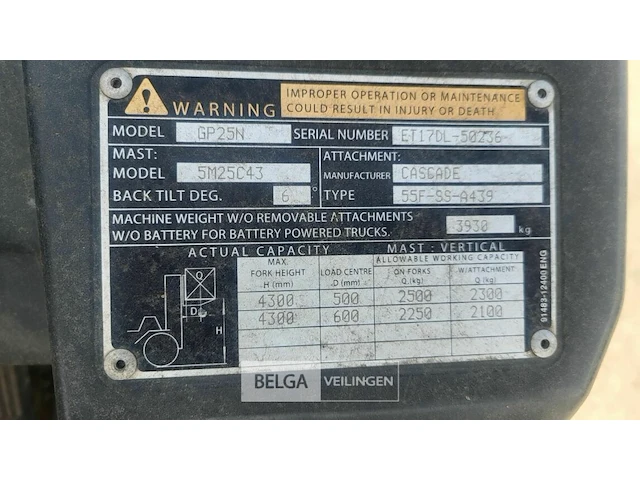 WARNING
IMPROPER OPERATION OR MAINTENANCE
COULD RESULT IN INJURY OR DEATH.
MODEL GP25N SERIAL NUMBER ET17DL-50236
MAST: ATTACHMENT:
MODEL 5M25C43 MANUFACTURER CASCADE
BACK TILT DEG. 6° TYPE 55F-SS-A439
MACHINE WEIGHT W/O REMOVABLE ATTACHMENTS
W/O BATTERY FOR BATTERY POWERED TRUCKS. 3930 kg
ACTUAL CAPACITY MAST : VERTICAL
MAX. FORK HEIGHT H (mm) LOAD CENTRE D (mm) ALLOWABLE WORKING CAPACITY
ON FORKS Q (kg) W/ATTACHMENT Q (kg)
4300 500 2500 2300
4300 600 2250 2100
Q
D
H
91483-12400 ENG
BELGA VEILINGEN